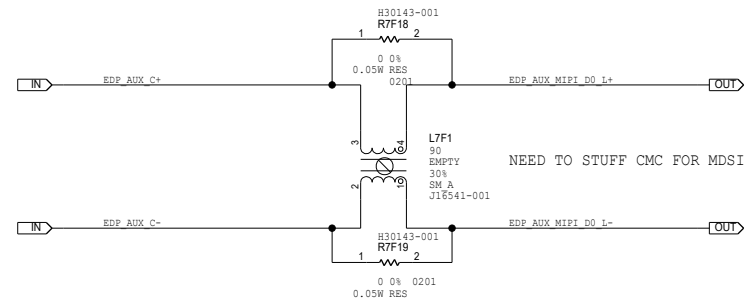 H30143-001
R7F18
1 2
0 0%
0.05W RES
0201
IN EDP_AUX_C+ EDP_AUX_MIPI_D0_L+ OUT
3 4
L7F1
90
EMPTY
30%
SM_A
J16541-001
NEED TO STUFF CMC FOR MDSI
2 1
IN EDP_AUX_C- EDP_AUX_MIPI_D0_L- OUT
H30143-001
R7F19
1 2
0 0% 0201
0.05W RES